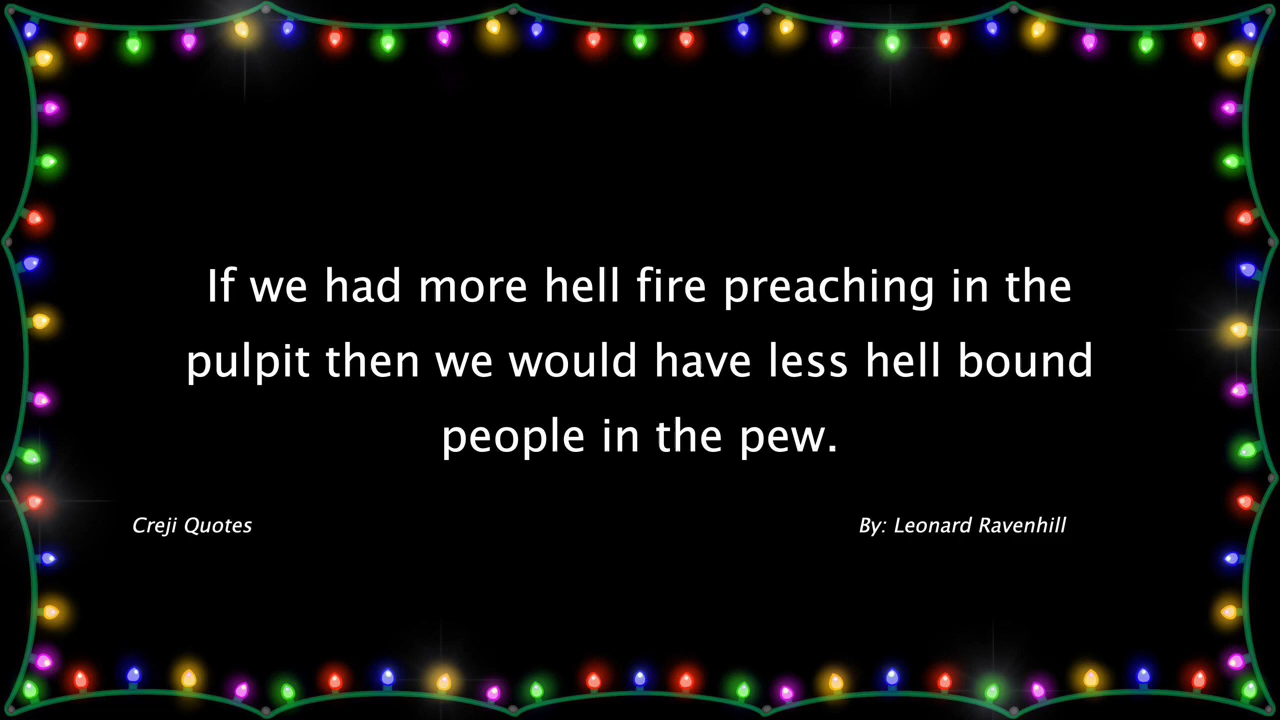 If we had more hell fire preaching in the
pulpit then we would have less hell bound
people in the pew.
Creji Quotes
By: Leonard Ravenhill